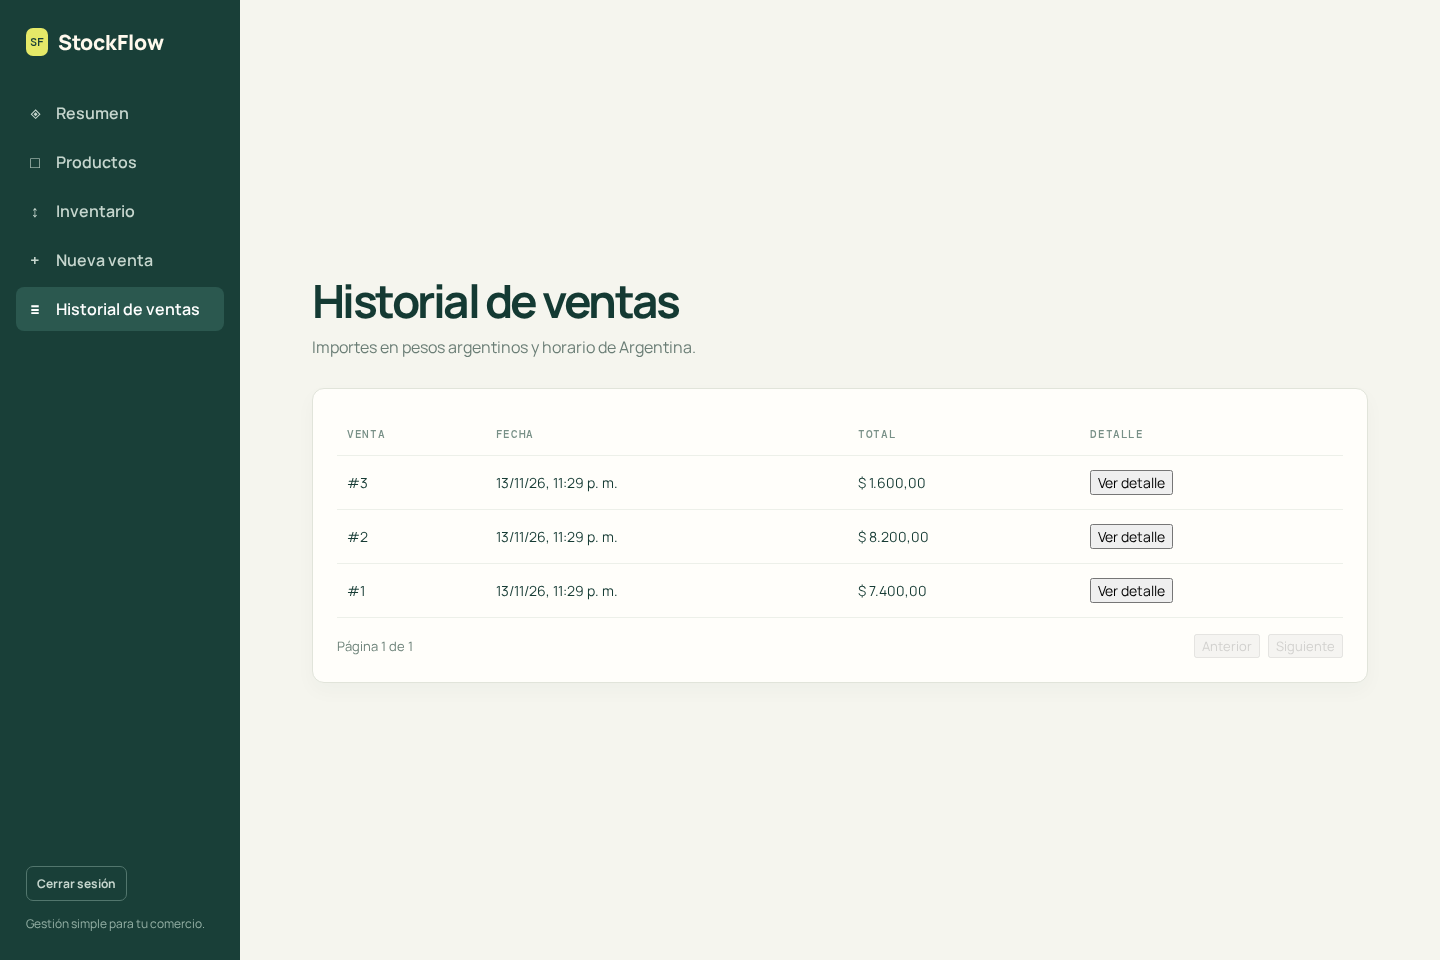 SF StockFlow
Resumen
Productos
Inventario
+ Nueva venta
Historial de ventas
Historial de ventas
Importes en pesos argentinos y horario de Argentina.
VENTA FECHA TOTAL DETALLE
#3 13/11/26, 11:29 p. m. $ 1.600,00 Ver detalle
#2 13/11/26, 11:29 p. m. $ 8.200,00 Ver detalle
#1 13/11/26, 11:29 p. m. $ 7.400,00 Ver detalle
Página 1 de 1 Anterior Siguiente
Cerrar sesión
Gestión simple para tu comercio.